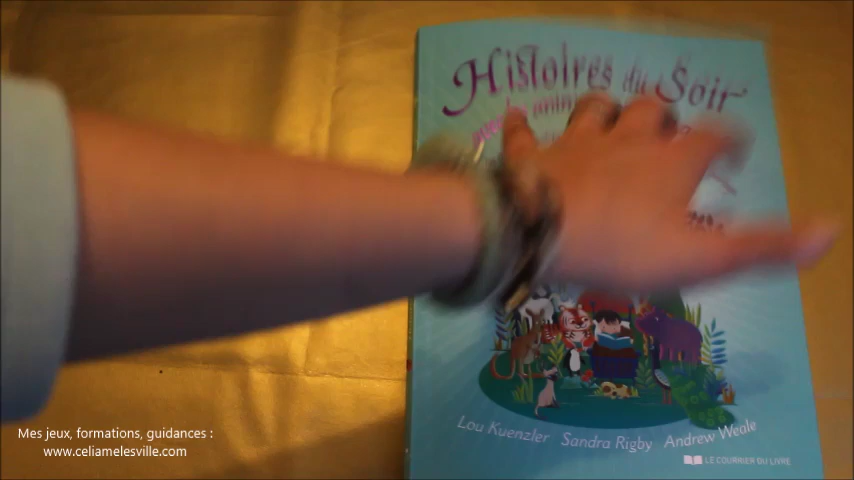 Histoires du Soir
Lou Kuenzler Sandra Rigby Andrew Weale
LE COURRIER DU LIVRE
Mes jeux, formations, guidances :
www.celiamelesville.com